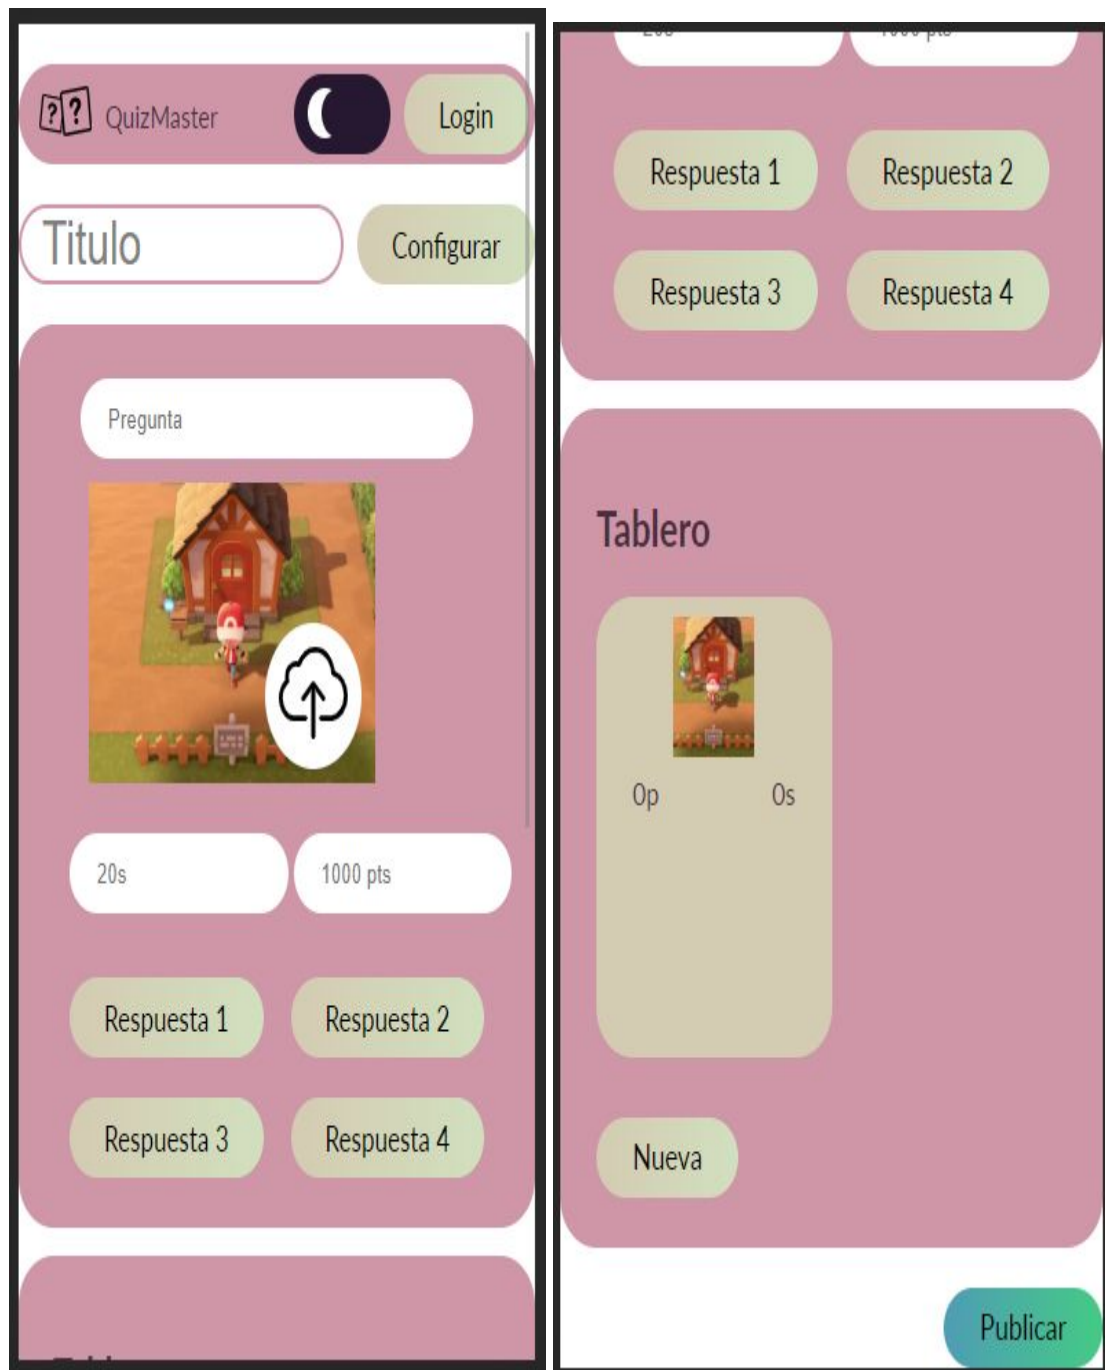 QuizMaster
Login
Titulo
Configurar
Pregunta
20s
1000 pts
Respuesta 1
Respuesta 2
Respuesta 3
Respuesta 4
Respuesta 1
Respuesta 2
Respuesta 3
Respuesta 4
Tablero
0p
0s
Nueva
Publicar